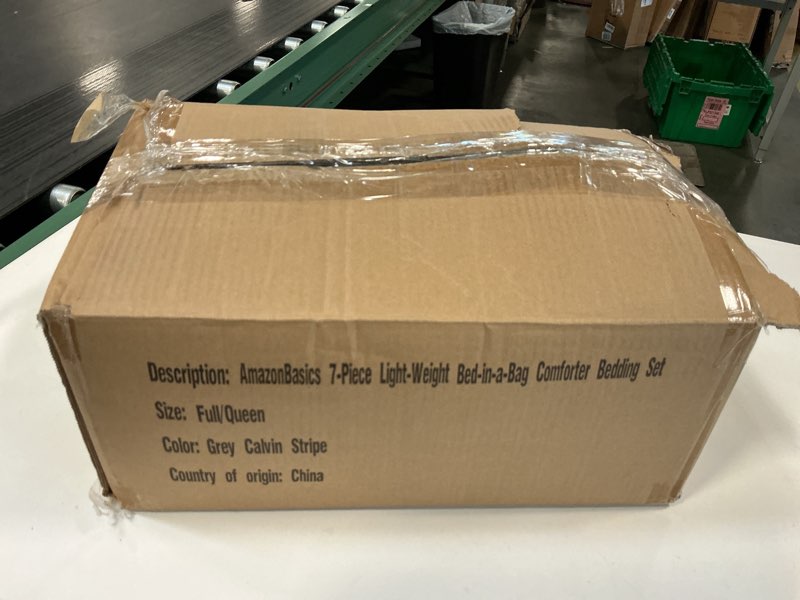 Description: AmazonBasics 7-Piece Light-Weight Bed-in-a-Bag Comforter Bedding Set
Size: Full/Queen
Color: Grey Calvin Stripe
Country of origin: China